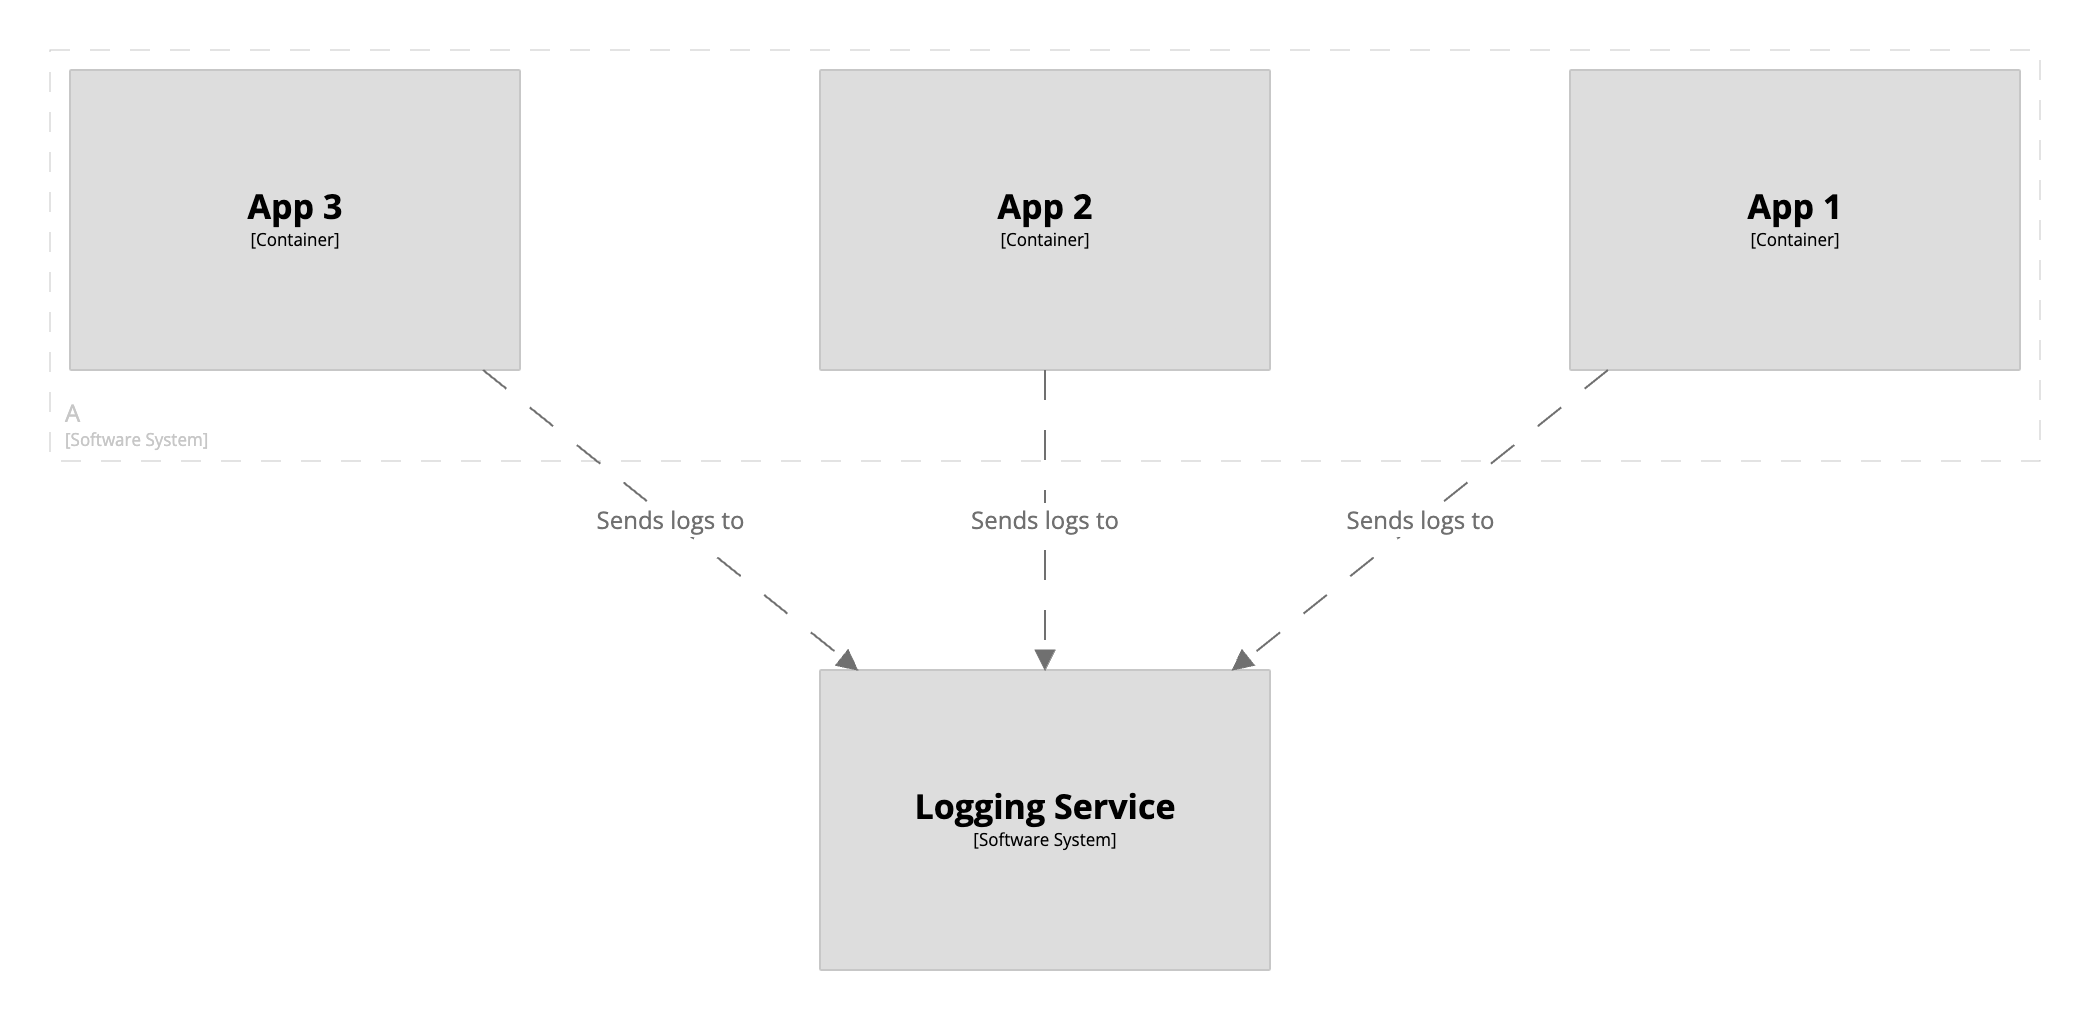 App 3
[Container]
App 2
[Container]
App 1
[Container]
A
[Software System]
Sends logs to
Sends logs to
Sends logs to
Logging Service
[Software System]